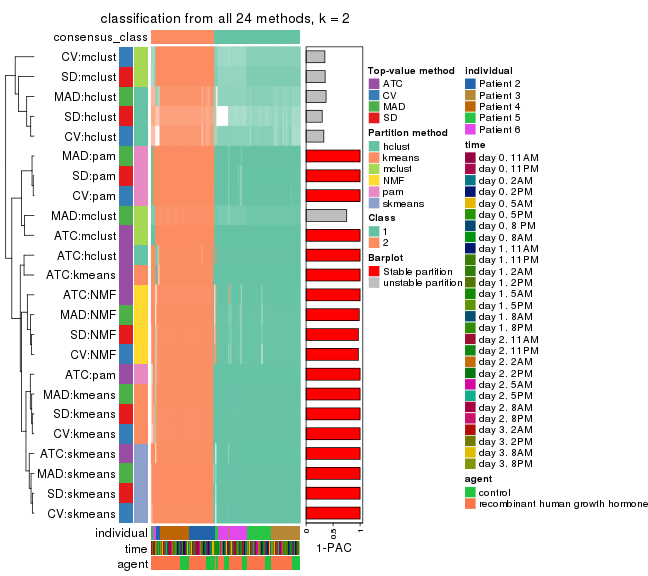 classification from all 24 methods, k = 2
consensus_class
CV:mclust
SD:mclust
MAD:hclust
SD:hclust
CV:hclust
MAD:pam
SD:pam
CV:pam
MAD:mclust
ATC:mclust
ATC:hclust
ATC:kmeans
ATC:NMF
MAD:NMF
SD:NMF
CV:NMF
ATC:pam
MAD:kmeans
SD:kmeans
CV:kmeans
ATC:skmeans
MAD:skmeans
SD:skmeans
CV:skmeans
individual
time
agent
0
0.5
1
1-PAC
Top-value method
ATC
CV
MAD
SD
Partition method
hclust
kmeans
mclust
NMF
pam
skmeans
Class
1
2
Barplot
Stable partition
unstable partition
individual
Patient 2
Patient 3
Patient 4
Patient 5
Patient 6
time
day 0, 11AM
day 0, 11PM
day 0, 2AM
day 0, 2PM
day 0, 5AM
day 0, 5PM
day 0, 8 PM
day 0, 8AM
day 1, 11AM
day 1, 11PM
day 1, 2AM
day 1, 2PM
day 1, 5AM
day 1, 5PM
day 1, 8AM
day 1, 8PM
day 2, 11AM
day 2, 11PM
day 2, 2AM
day 2, 2PM
day 2, 5AM
day 2, 5PM
day 2, 8AM
day 2, 8PM
day 3, 2AM
day 3, 2PM
day 3, 8AM
day 3, 8PM
agent
control
recombinant human growth hormone